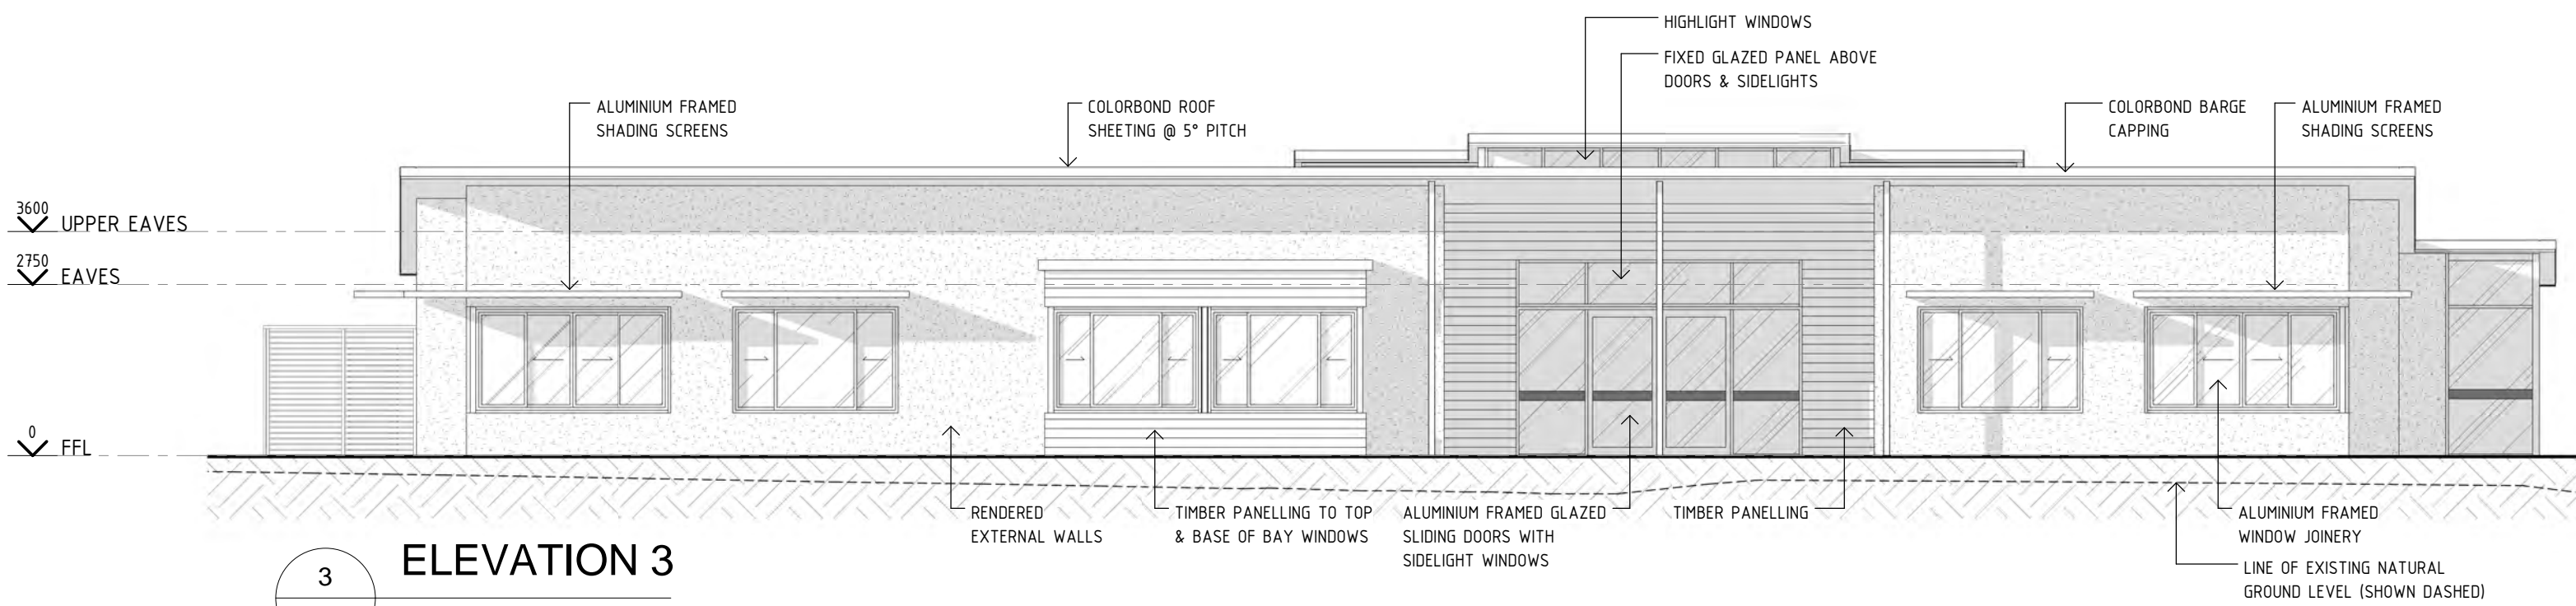 HIGHLIGHT WINDOWS
FIXED GLAZED PANEL ABOVE
DOORS & SIDELIGHTS
ALUMINIUM FRAMED
SHADING SCREENS
COLORBOND ROOF
SHEETING @ 5° PITCH
COLORBOND BARGE
CAPPING
ALUMINIUM FRAMED
SHADING SCREENS
3600
UPPER EAVES
2750
EAVES
0
FFL
RENDERED
EXTERNAL WALLS
TIMBER PANELLING TO TOP
& BASE OF BAY WINDOWS
ALUMINIUM FRAMED GLAZED
SLIDING DOORS WITH
SIDELIGHT WINDOWS
TIMBER PANELLING
ALUMINIUM FRAMED
WINDOW JOINERY
LINE OF EXISTING NATURAL
GROUND LEVEL (SHOWN DASHED)
3
ELEVATION 3